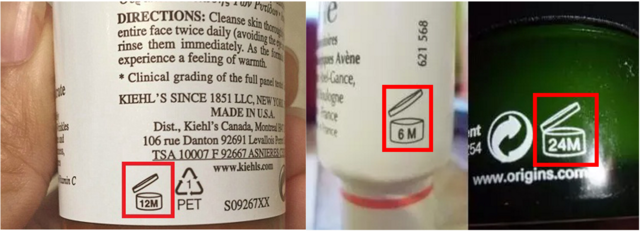 DIRECTIONS: Cleanse skin
entire face twice daily (avoiding the
rinse them immediately. As the
experience a feeling of warmth.
* Clinical grading of the full panel
KIEHL'S SINCE 1851 LLC, NEW
MADE IN U.S.A.
Dist., Kiehl's Canada, Montreal
106 rue Danton 92691 Levallois
TSA 10007 F 92667 ASNIERES
www.kiehls.com
12M
1
PET
S09267XX
Avène
France
621 568
6 M
24M
254
www.origins.com